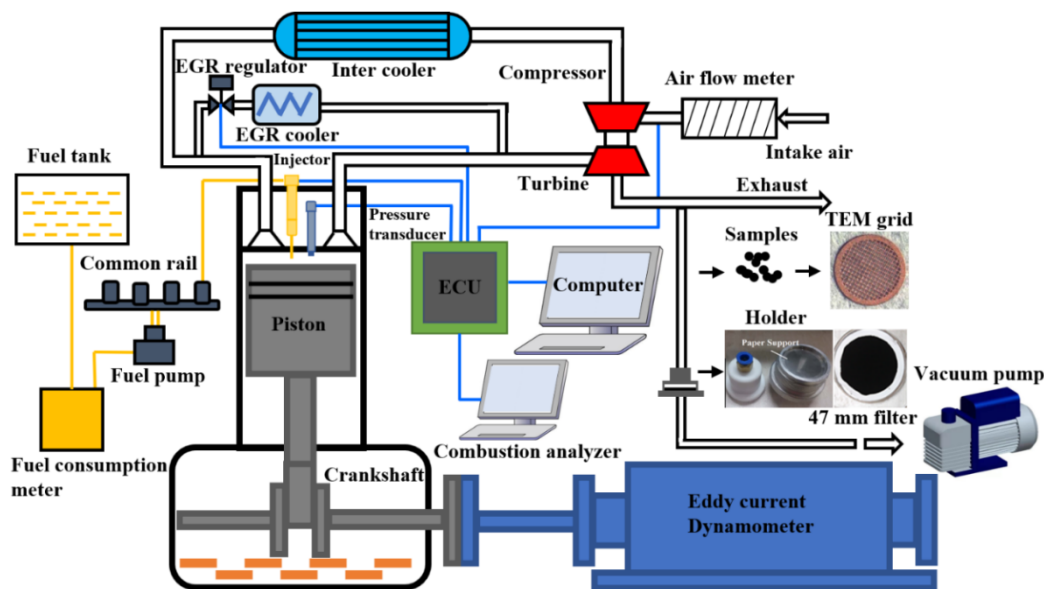 Inter cooler
EGR regulator
Compressor
Air flow meter
EGR cooler
Intake air
Fuel tank
Injector
Turbine
Exhaust
Pressure
transducer
TEM grid
Samples
Common rail
ECU
Computer
Piston
Holder
Paper Support
Fuel pump
Vacuum pump
47 mm filter
Fuel consumption
meter
Combustion analyzer
Crankshaft
Eddy current
Dynamometer